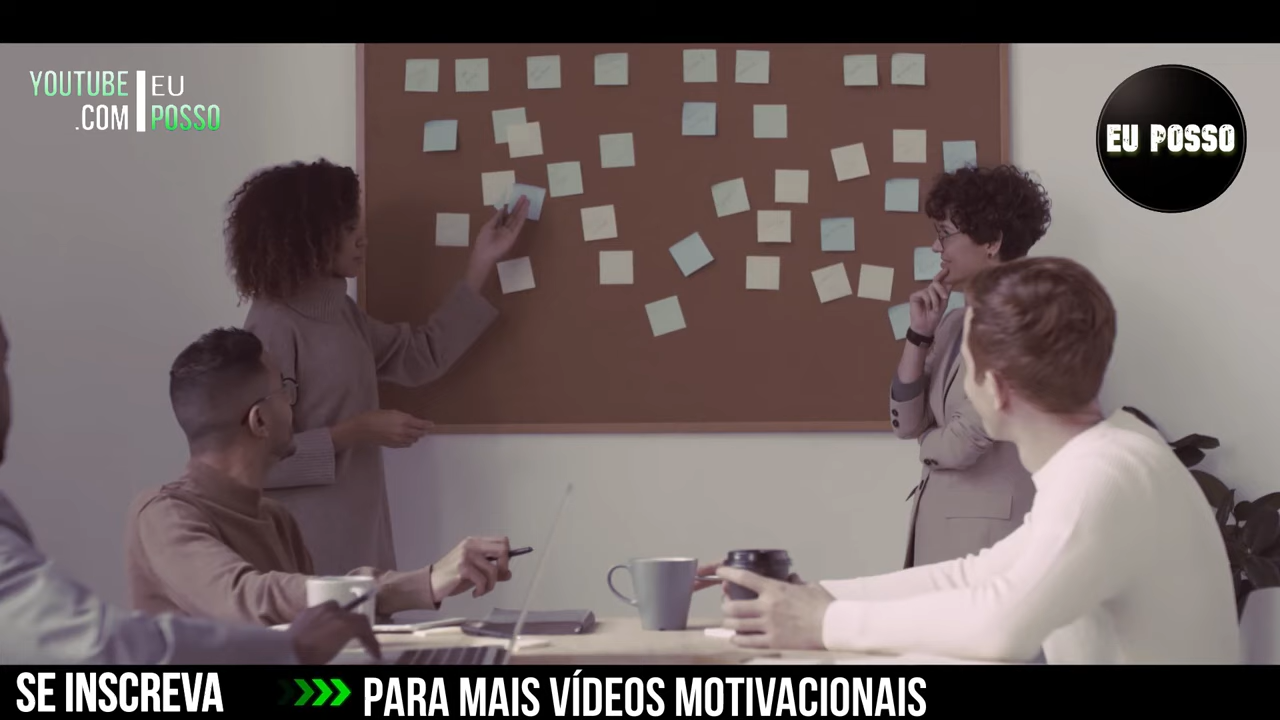 YOUTUBE
.COM
EU
POSSO
EU POSSO
SE INSCREVA
PARA MAIS VÍDEOS MOTIVACIONAIS